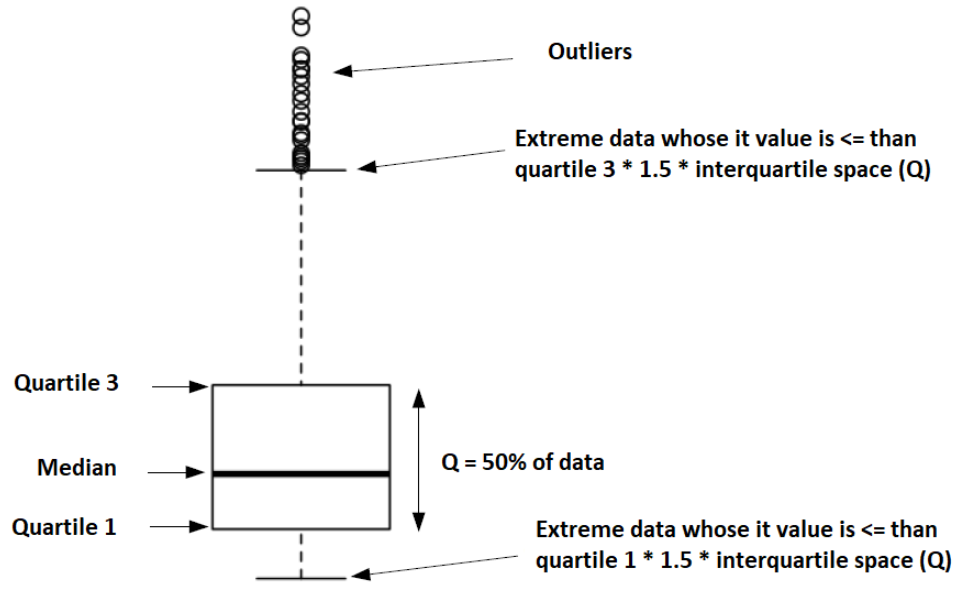 Outliers
Extreme data whose it value is <= than
quartile 3 * 1.5 * interquartile space (Q)
Quartile 3
Median
Q = 50% of data
Quartile 1
Extreme data whose it value is <= than
quartile 1 * 1.5 * interquartile space (Q)